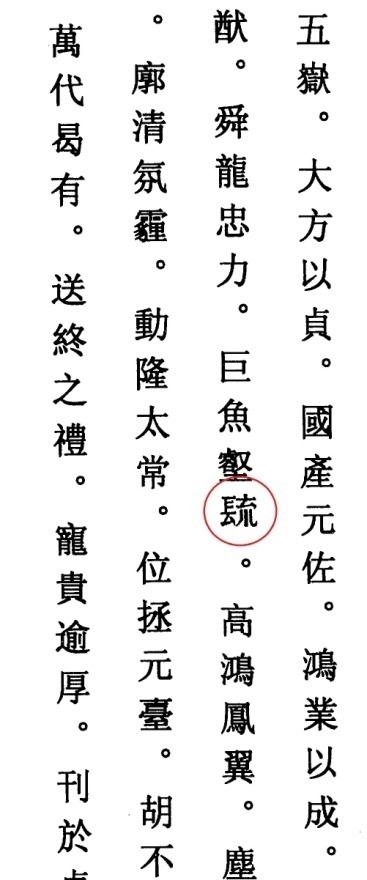 五嶽。大方以貞。國產元佐。鴻業以成。
猷。舜龍忠力。巨魚壑。高鴻鳳翼。塵
。廓清氛霾。動隆太常。位拯元臺。胡不
萬代曷有。送終之禮。寵貴逾厚。刊於